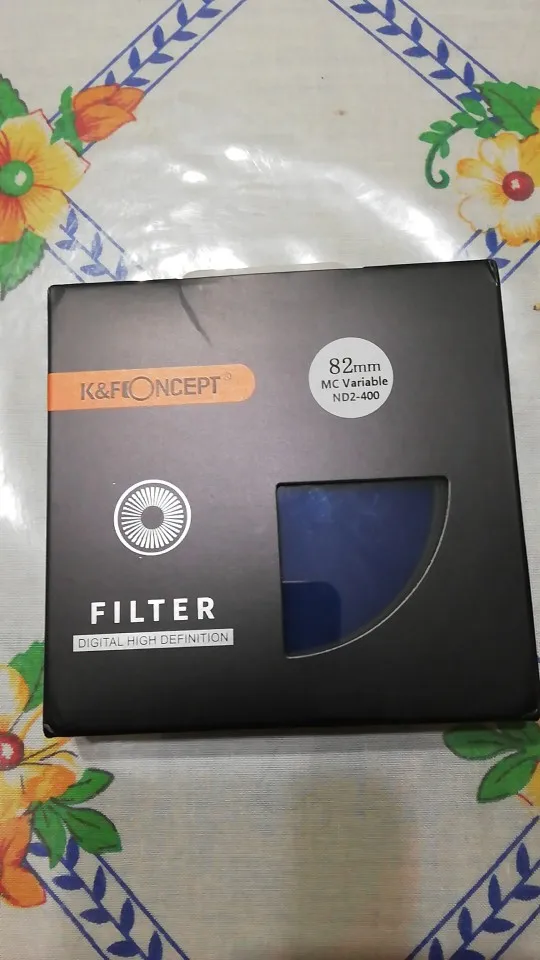 K&F CONCEPT®
82mm
MC Variable
ND2-400
FILTER
DIGITAL HIGH DEFINITION